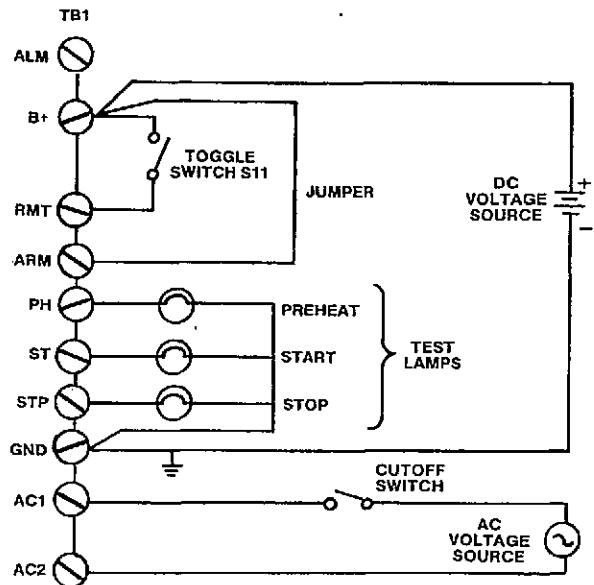 TB1
ALM
B+
TOGGLE
SWITCH S11
JUMPER
DC
VOLTAGE
SOURCE
+
−
RMT
ARM
PH
PREHEAT
ST
START
TEST
LAMPS
STP
STOP
GND
CUTOFF
SWITCH
AC1
AC
VOLTAGE
SOURCE
AC2